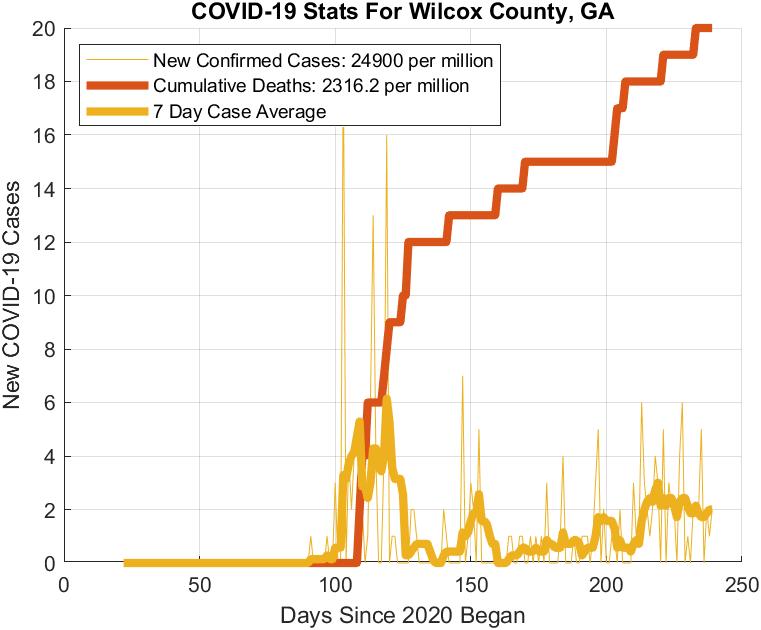 COVID-19 Stats For Wilcox County, GA
New Confirmed Cases: 24900 per million
Cumulative Deaths: 2316.2 per million
7 Day Case Average
New COVID-19 Cases
20
18
16
14
12
10
8
6
4
2
0
0 50 100 150 200 250
Days Since 2020 Began